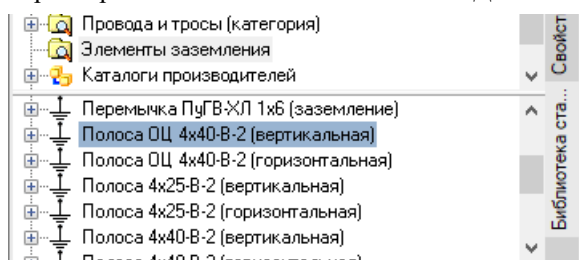 Провода и тросы (категория)
Элементы заземления
Каталоги производителей
Перемычка ПуГВ-ХЛ 1х6 (заземление)
Полоса ОЦ 4х40-В-2 (вертикальная)
Полоса ОЦ 4х40-В-2 (горизонтальная)
Полоса 4х25-В-2 (вертикальная)
Полоса 4х25-В-2 (горизонтальная)
Полоса 4х40-В-2 (вертикальная)
Свойст
Библиотека ста...